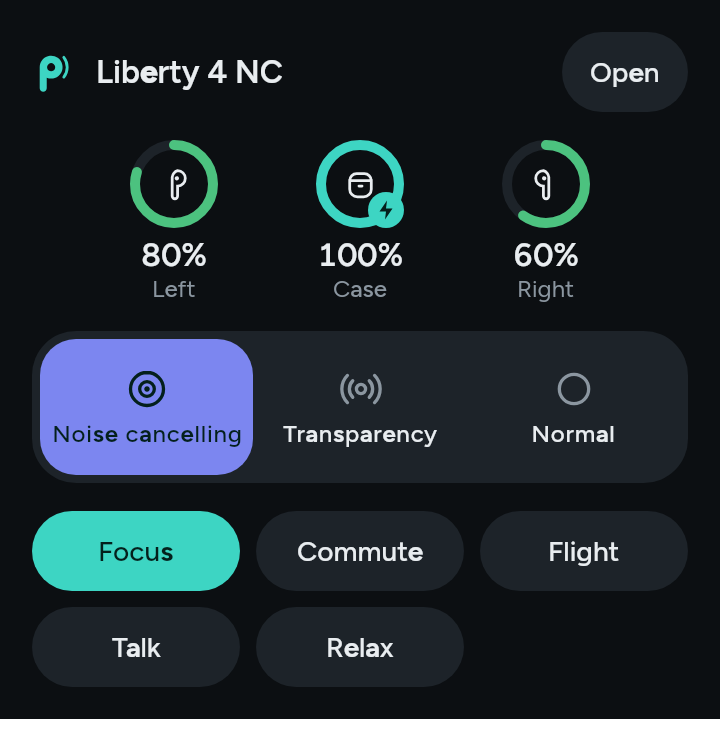 Liberty 4 NC
Open
80%
Left
100%
Case
60%
Right
Noise cancelling
Transparency
Normal
Focus
Commute
Flight
Talk
Relax